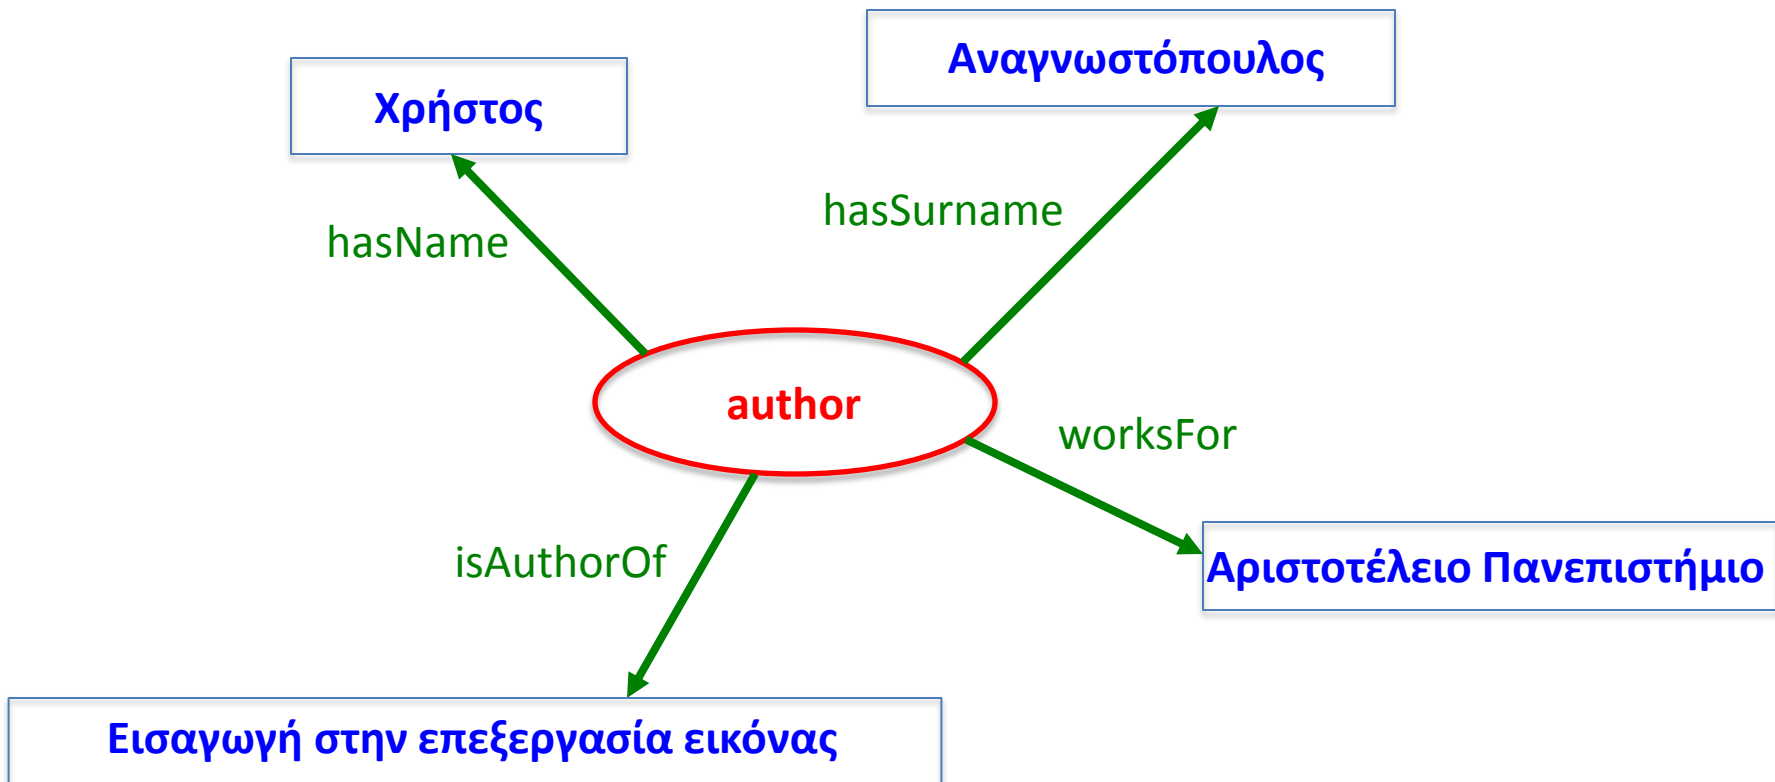 Αναγνωστόπουλος
Χρήστος
hasSurname
hasName
author
worksFor
isAuthorOf
Αριστοτέλειο Πανεπιστήμιο
Εισαγωγή στην επεξεργασία εικόνας